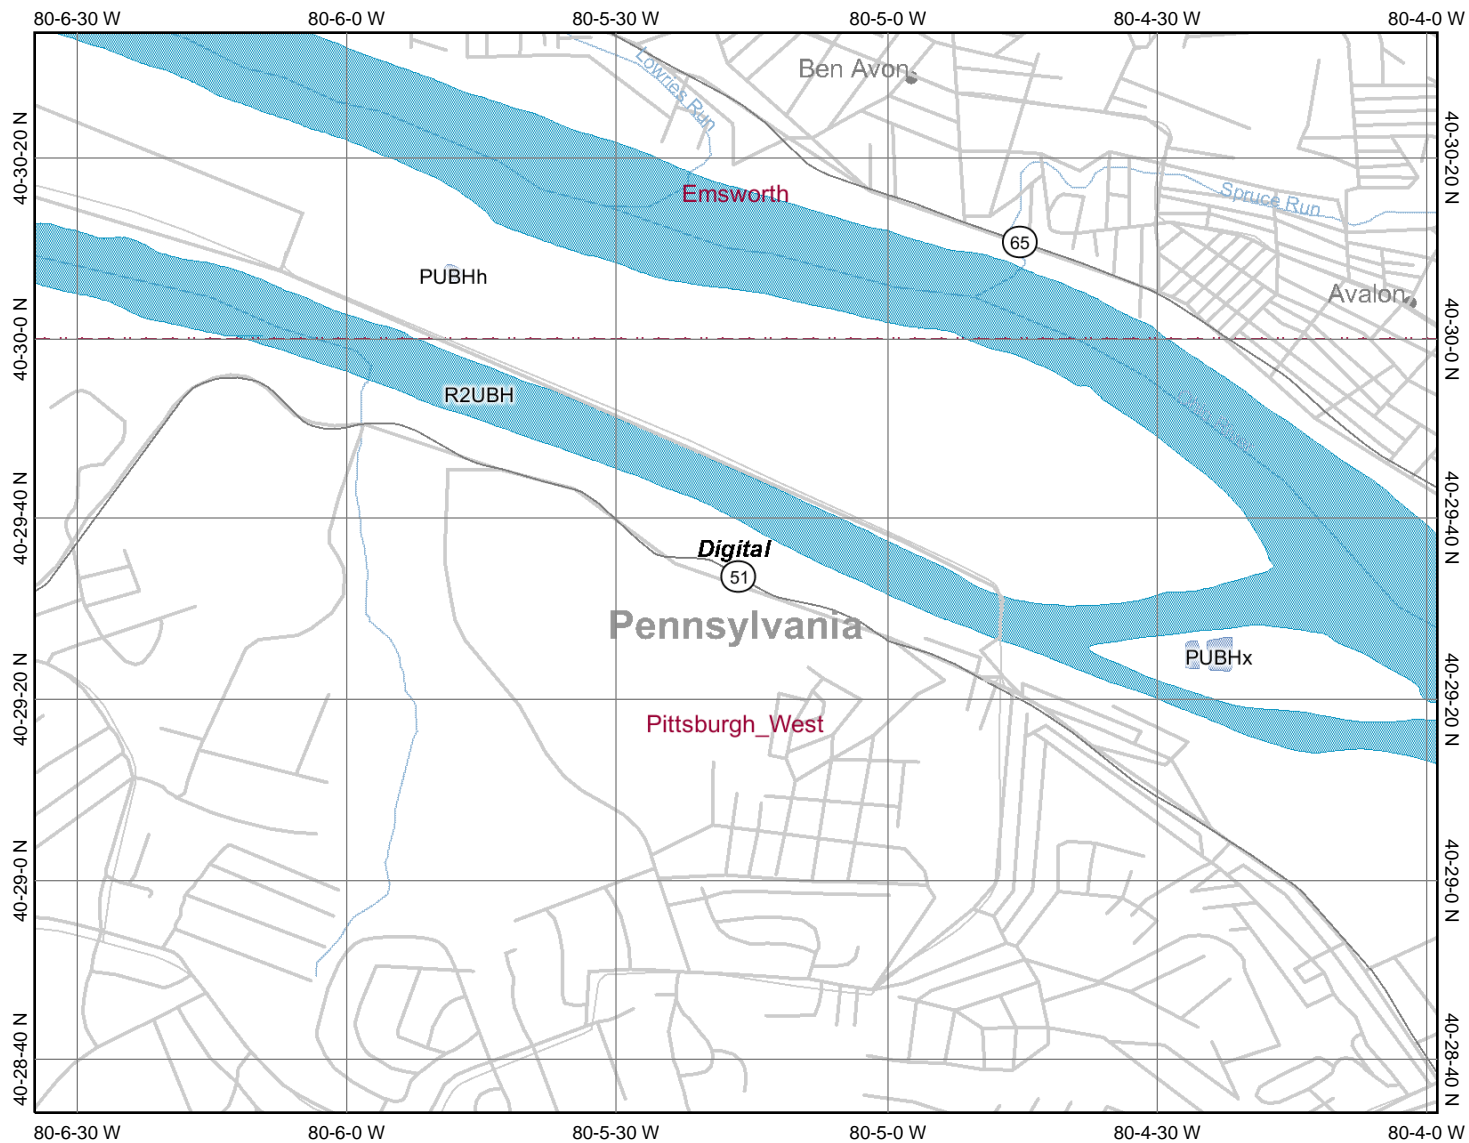 80-6-30 W
80-6-0 W
80-5-30 W
80-5-0 W
80-4-30 W
80-4-0 W
Lowries Run
Ben Avon
40-30-20 N
40-30-20 N
Emsworth
Spruce Run
65
PUBHh
Avalon
40-30-0 N
40-30-0 N
R2UBH
Ohio River
40-29-40 N
40-29-40 N
Digital
51
Pennsylvania
PUBHx
40-29-20 N
40-29-20 N
Pittsburgh_West
40-29-0 N
40-29-0 N
40-28-40 N
40-28-40 N
80-6-30 W
80-6-0 W
80-5-30 W
80-5-0 W
80-4-30 W
80-4-0 W